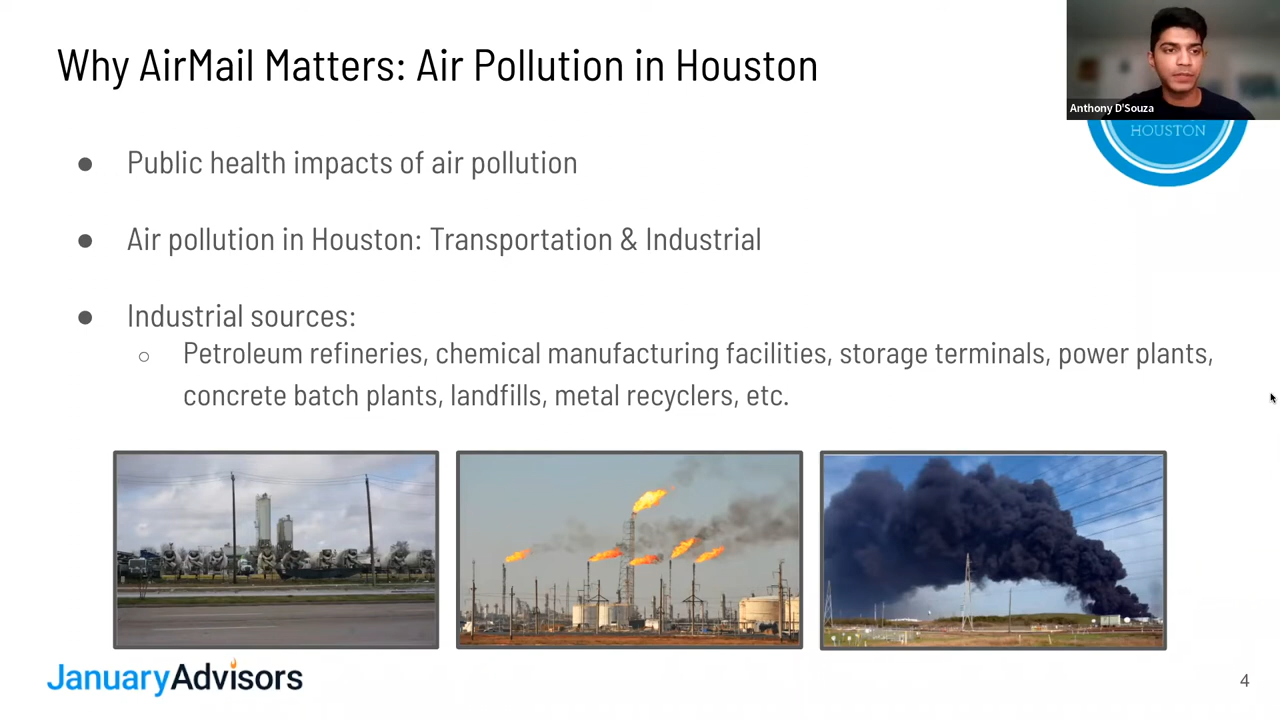 Why AirMail Matters: Air Pollution in Houston
Anthony D'Souza
HOUSTON
● Public health impacts of air pollution
● Air pollution in Houston: Transportation & Industrial
● Industrial sources:
○ Petroleum refineries, chemical manufacturing facilities, storage terminals, power plants,
concrete batch plants, landfills, metal recyclers, etc.
JanuaryAdvisors
4